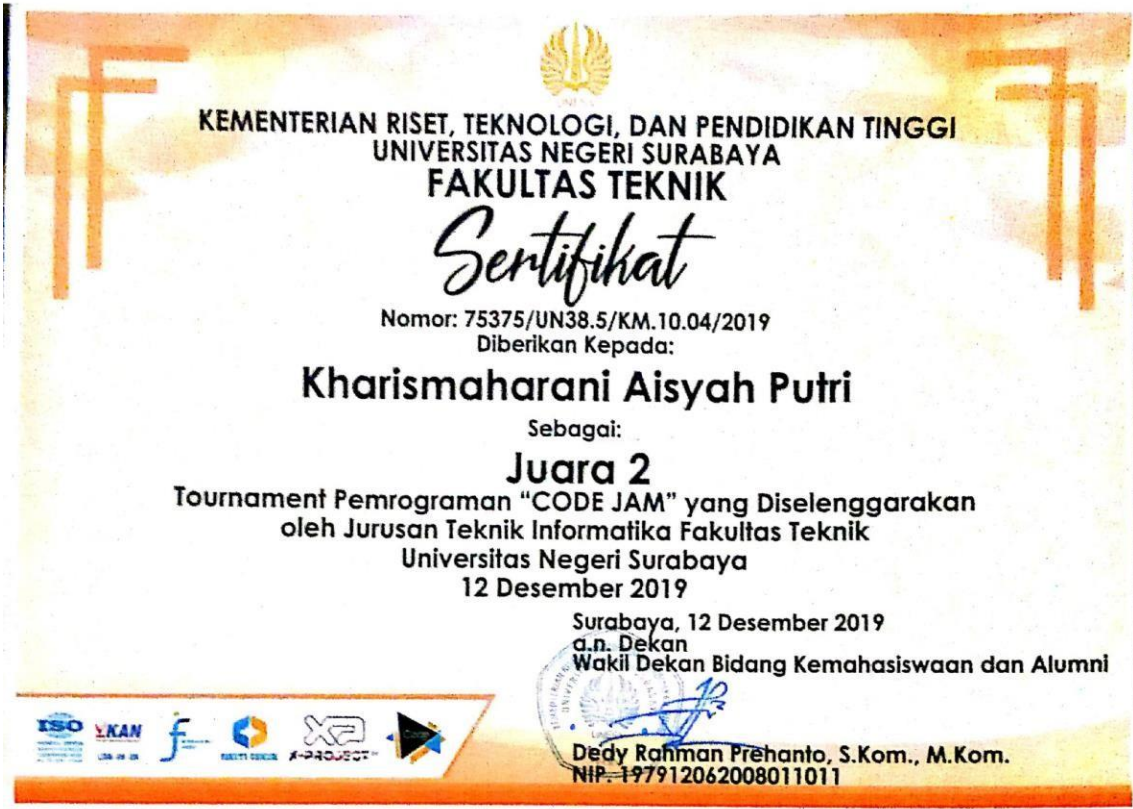 UNESA
KEMENTERIAN RISET, TEKNOLOGI, DAN PENDIDIKAN TINGGI
UNIVERSITAS NEGERI SURABAYA
FAKULTAS TEKNIK
Sertifikat
Nomor: 75375/UN38.5/KM.10.04/2019
Diberikan Kepada:
Kharismaharani Aisyah Putri
Sebagai:
Juara 2
Tournament Pemrograman “CODE JAM” yang Diselenggarakan
oleh Jurusan Teknik Informatika Fakultas Teknik
Universitas Negeri Surabaya
12 Desember 2019
Surabaya, 12 Desember 2019
a.n. Dekan
Wakil Dekan Bidang Kemahasiswaan dan Alumni
Dedy Rahman Prehanto, S.Kom., M.Kom.
NIP. 197912062008011011
ISO
KAN
X-PROJECT